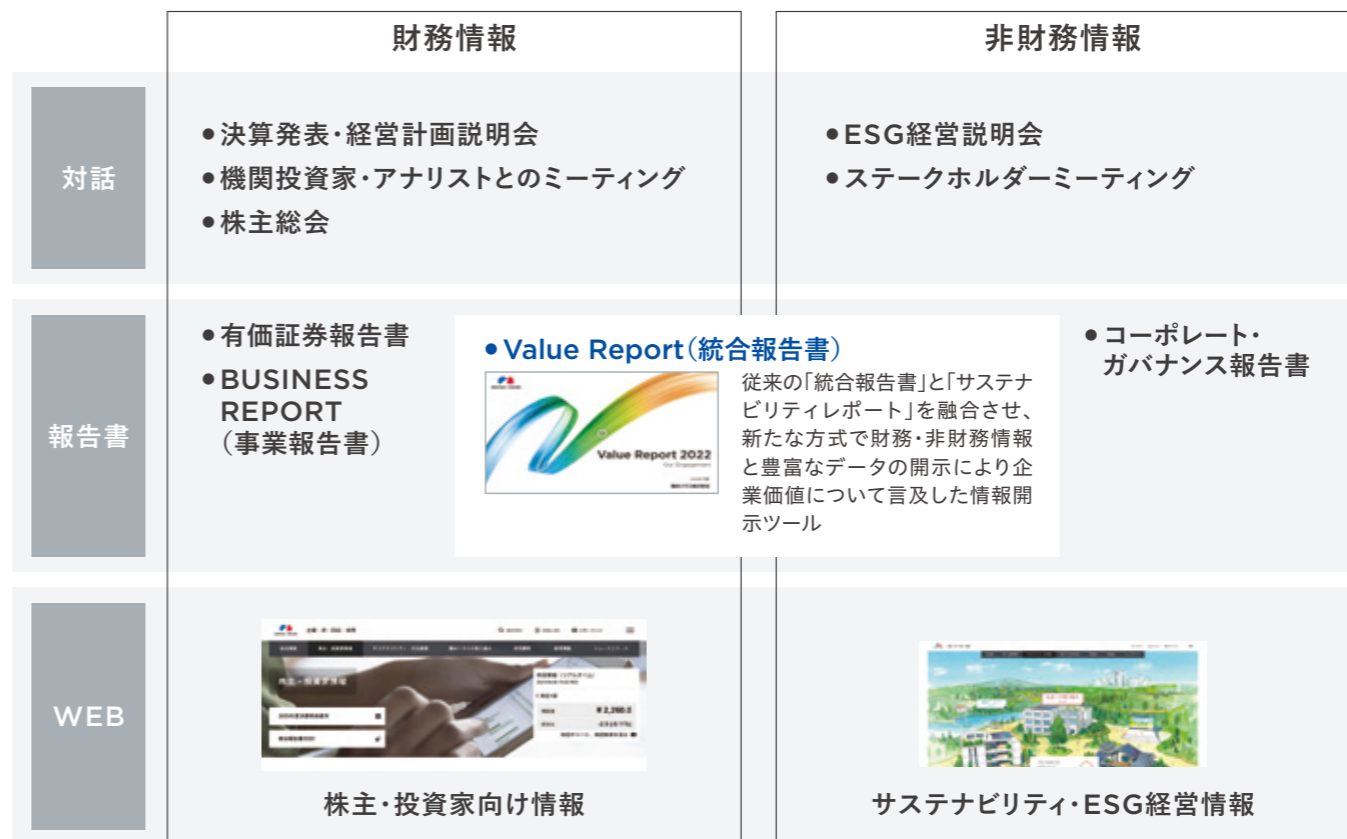 財務情報
非財務情報
対話
●決算発表・経営計画説明会
●機関投資家・アナリストとのミーティング
●株主総会
●ESG経営説明会
●ステークホルダーミーティング
報告書
●有価証券報告書
●BUSINESS
REPORT
（事業報告書）
●Value Report（統合報告書）
Value Report 2022
Our Engagement
従来の「統合報告書」と「サステナ
ビリティレポート」を融合させ、
新たな方式で財務・非財務情報
と豊富なデータの開示により企
業価値について言及した情報開
示ツール
●コーポレート・
ガバナンス報告書
WEB
株主・投資家情報
株主・投資家向け情報
サステナビリティ・ESG経営情報